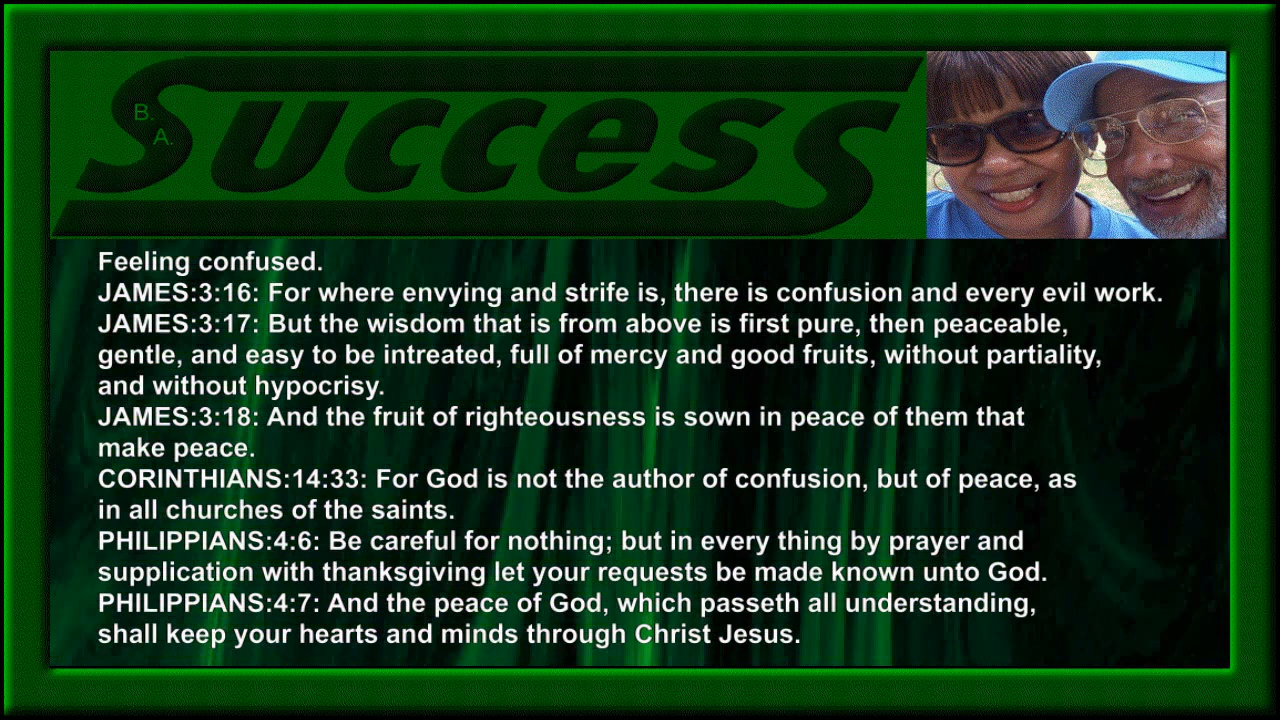 Success
B.
A.
Feeling confused.
JAMES:3:16: For where envying and strife is, there is confusion and every evil work.
JAMES:3:17: But the wisdom that is from above is first pure, then peaceable,
gentle, and easy to be intreated, full of mercy and good fruits, without partiality,
and without hypocrisy.
JAMES:3:18: And the fruit of righteousness is sown in peace of them that
make peace.
CORINTHIANS:14:33: For God is not the author of confusion, but of peace, as
in all churches of the saints.
PHILIPPIANS:4:6: Be careful for nothing; but in every thing by prayer and
supplication with thanksgiving let your requests be made known unto God.
PHILIPPIANS:4:7: And the peace of God, which passeth all understanding,
shall keep your hearts and minds through Christ Jesus.